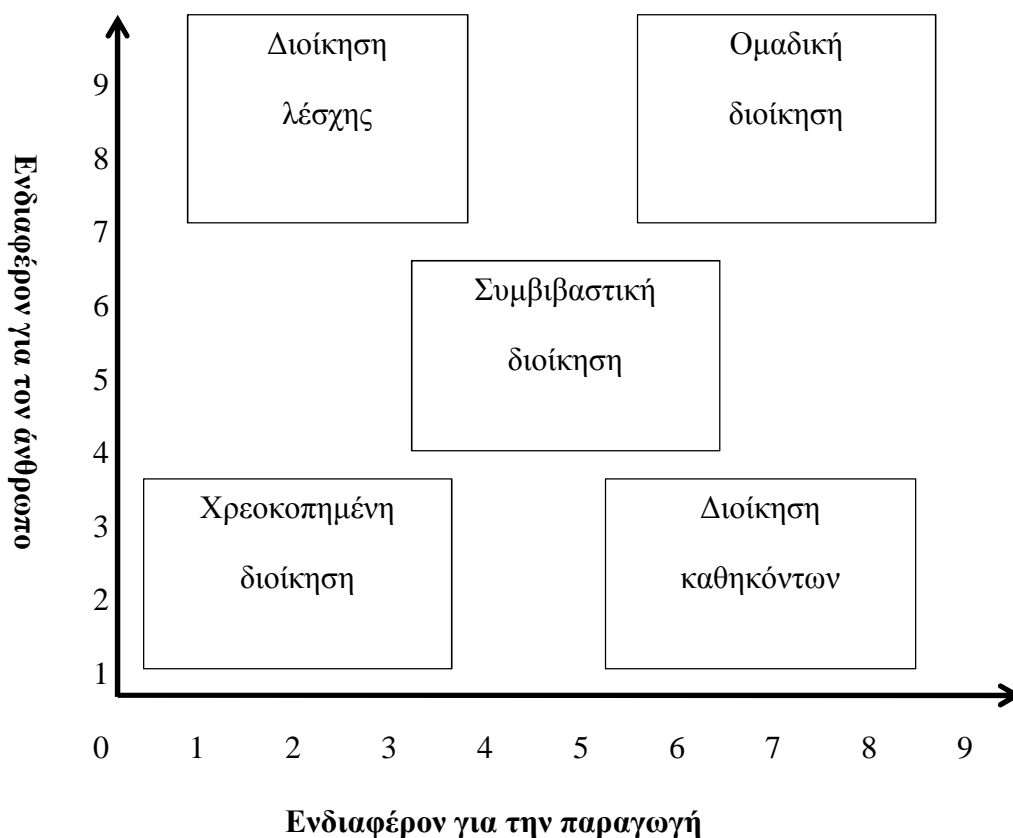 Διοίκηση
λέσχης
Ομαδική
διοίκηση
Συμβιβαστική
διοίκηση
Χρεοκοπημένη
διοίκηση
Διοίκηση
καθηκόντων
Ενδιαφέρον για τον άνθρωπο
9
8
7
6
5
4
3
2
1
0 1 2 3 4 5 6 7 8 9
Ενδιαφέρον για την παραγωγή